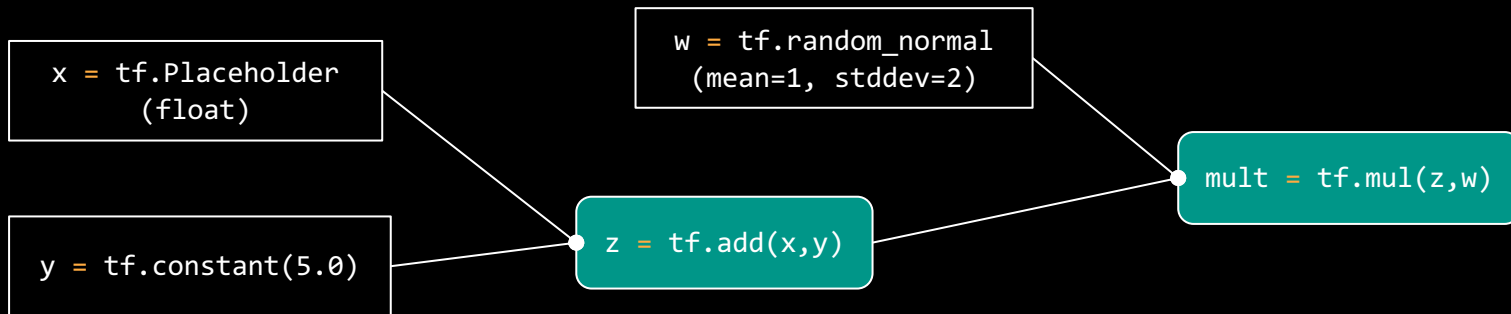 w = tf.random_normal
(mean=1, stddev=2)
x = tf.Placeholder
(float)
mult = tf.mul(z,w)
z = tf.add(x,y)
y = tf.constant(5.0)